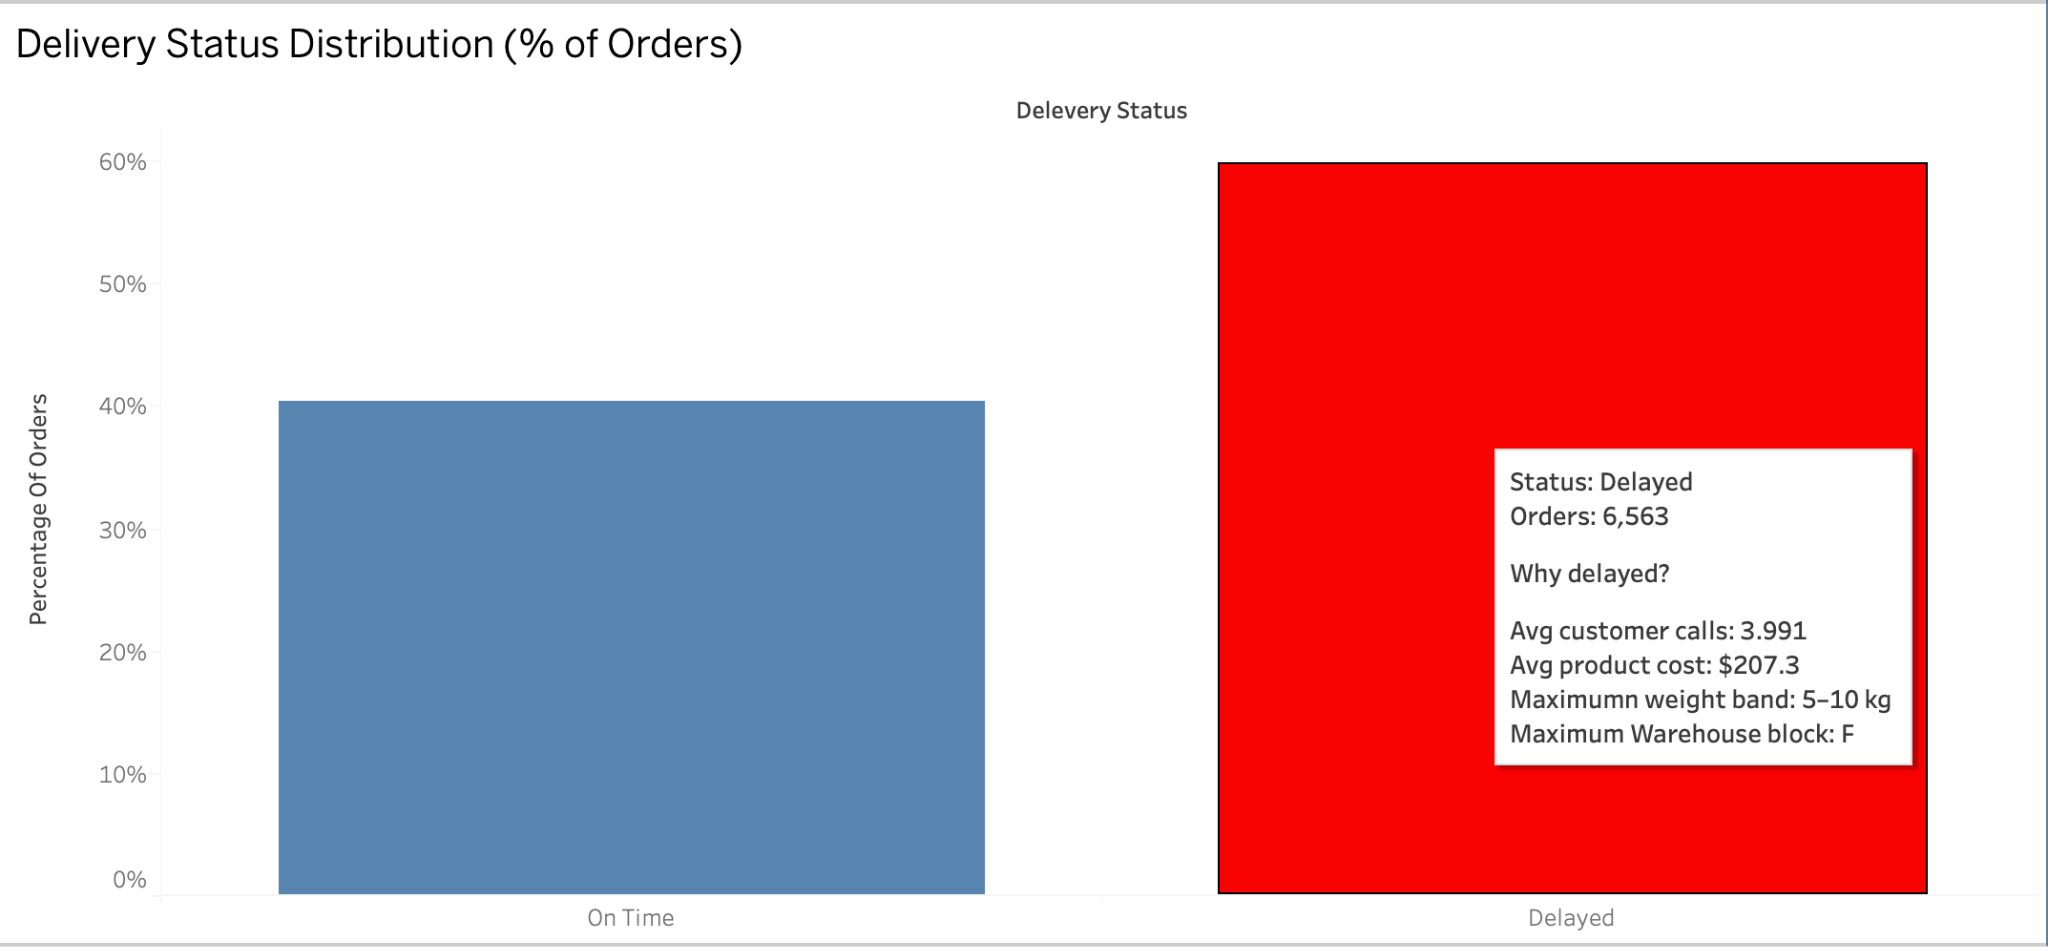 Delivery Status Distribution (% of Orders)
Delevery Status
Percentage Of Orders
60%
50%
40%
30%
20%
10%
0%
Status: Delayed
Orders: 6,563
Why delayed?
Avg customer calls: 3.991
Avg product cost: $207.3
Maximumn weight band: 5–10 kg
Maximum Warehouse block: F
On Time
Delayed